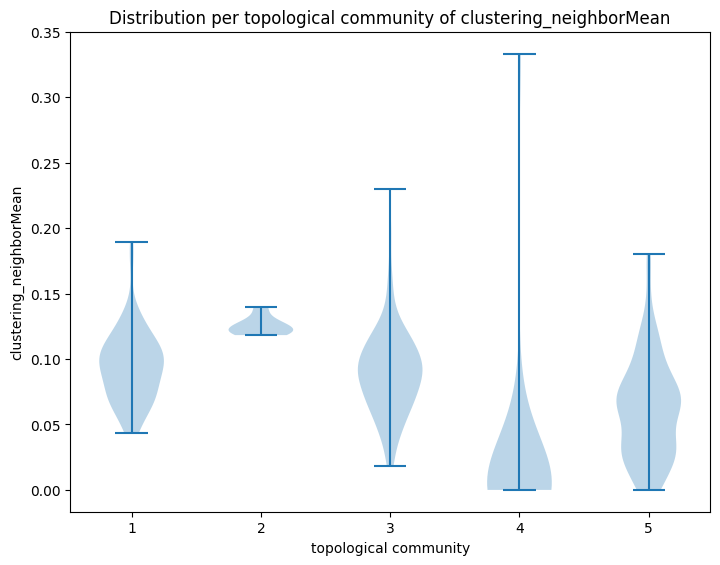 Distribution per topological community of clustering_neighborMean
clustering_neighborMean
0.35
0.30
0.25
0.20
0.15
0.10
0.05
0.00
1 2 3 4 5
topological community